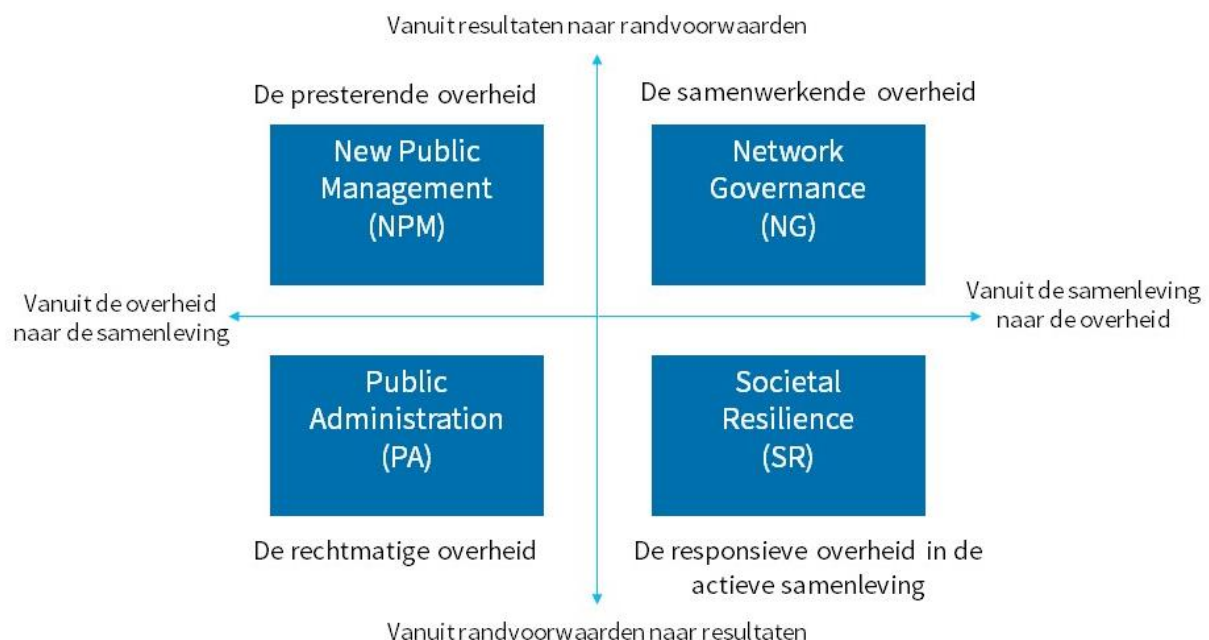 Vanuit resultaten naar randvoorwaarden
De presterende overheid
De samenwerkende overheid
New Public
Management
(NPM)
Network
Governance
(NG)
Vanuit de overheid
naar de samenleving
Vanuit de samenleving
naar de overheid
Public
Administration
(PA)
Societal
Resilience
(SR)
De rechtmatige overheid
De responsieve overheid in de
actieve samenleving
Vanuit randvoorwaarden naar resultaten